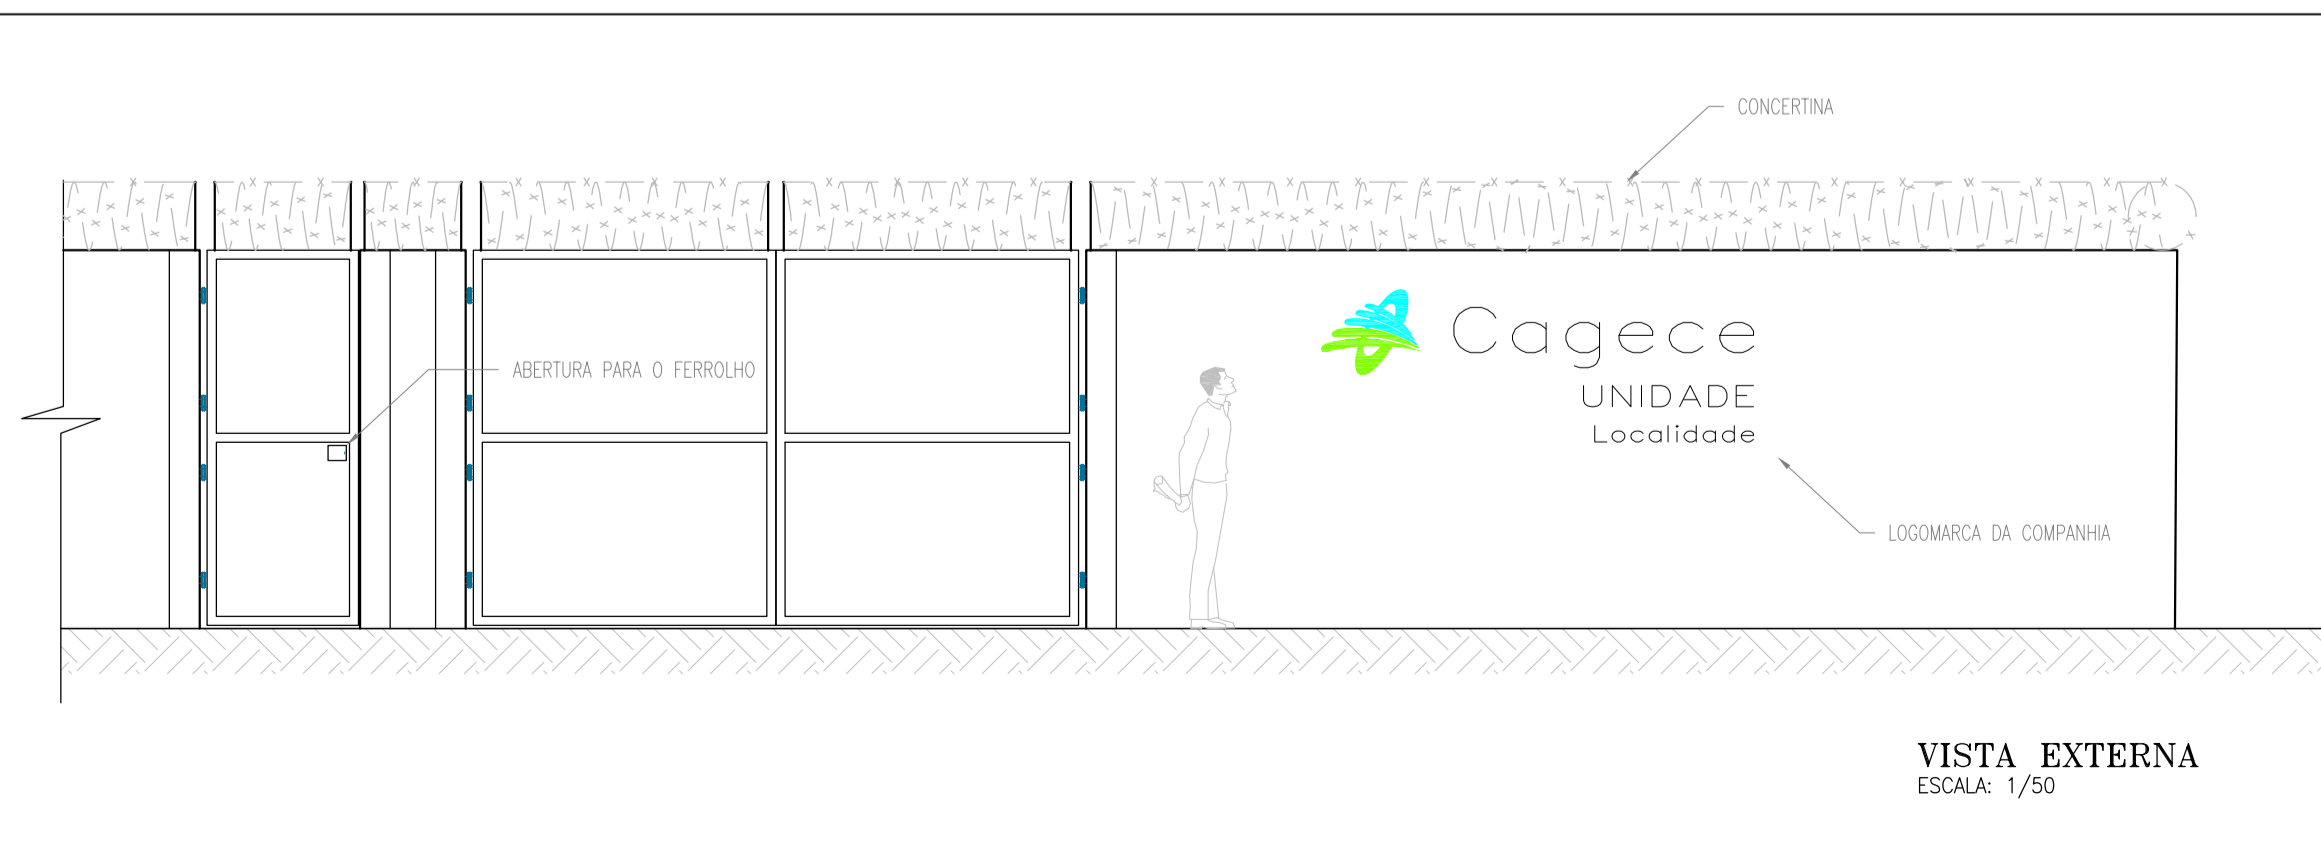 CONCERTINA
Cagece
ABERTURA PARA O FERROLHO
UNIDADE
Localidade
LOGOMARCA DA COMPANHIA
VISTA EXTERNA
ESCALA: 1/50